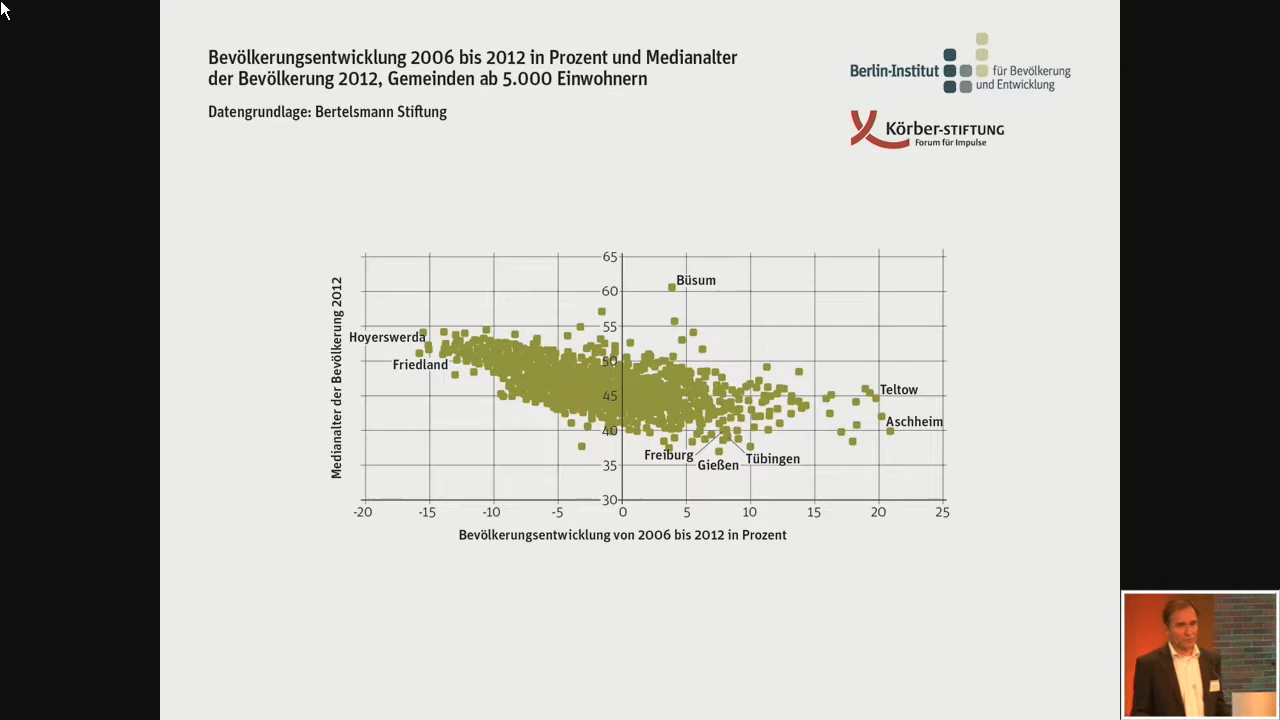 Bevölkerungsentwicklung 2006 bis 2012 in Prozent und Medianalter
der Bevölkerung 2012, Gemeinden ab 5.000 Einwohnern
Datengrundlage: Bertelsmann Stiftung
Berlin-Institut für Bevölkerung
und Entwicklung
Körber-STIFTUNG
Forum für Impulse
Medianalter der Bevölkerung 2012
65
60
55
50
45
40
35
30
Büsum
Hoyerswerda
Friedland
Teltow
Aschheim
Freiburg
Gießen
Tübingen
-20 -15 -10 -5 0 5 10 15 20 25
Bevölkerungsentwicklung von 2006 bis 2012 in Prozent